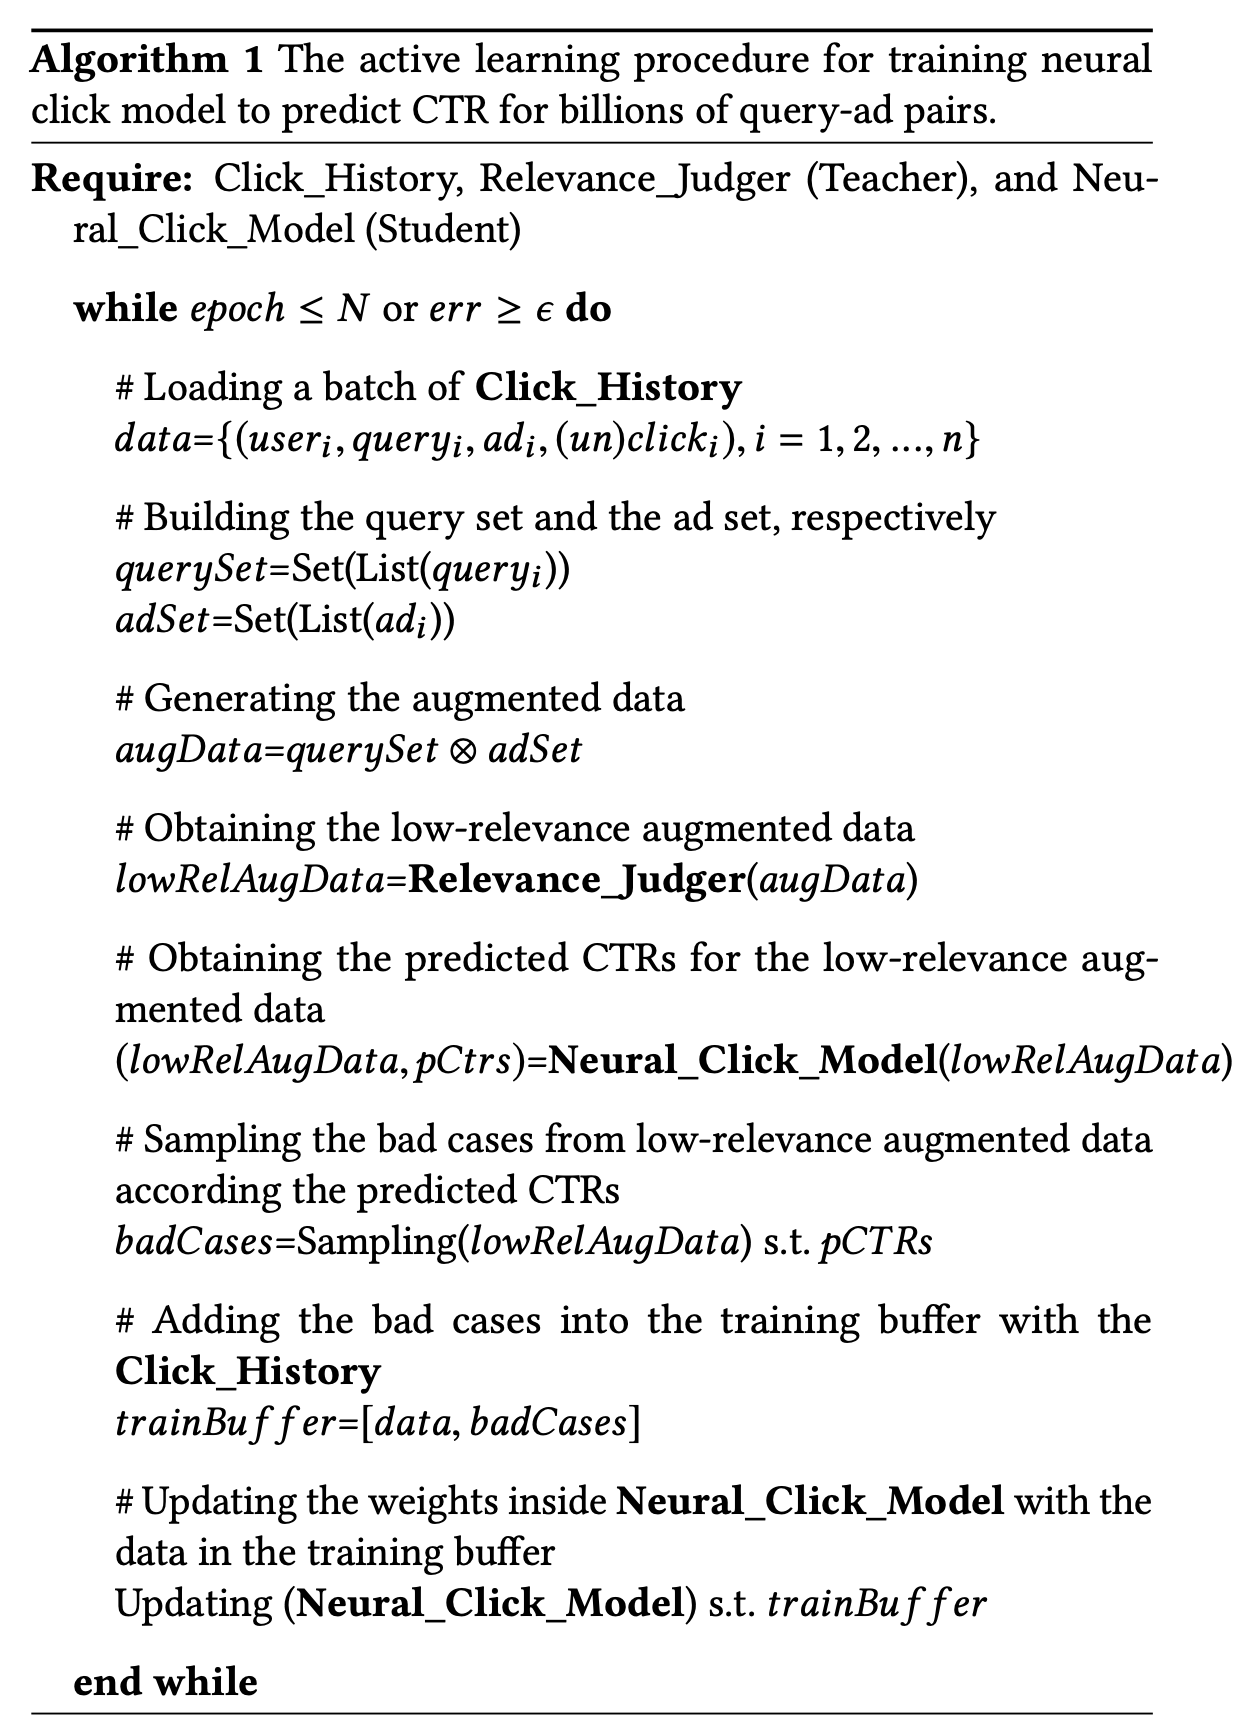 Algorithm 1 The active learning procedure for training neural
click model to predict CTR for billions of query-ad pairs.
Require: Click_History, Relevance_Judger (Teacher), and Neu-
ral_Click_Model (Student)
while epoch ≤ N or err ≥ ϵ do
# Loading a batch of Click_History
data={(user_i, query_i, ad_i, (un)click_i), i = 1, 2, ..., n}
# Building the query set and the ad set, respectively
querySet=Set(List(query_i))
adSet=Set(List(ad_i))
# Generating the augmented data
augData=querySet ⊗ adSet
# Obtaining the low-relevance augmented data
lowRelAugData=Relevance_Judger(augData)
# Obtaining the predicted CTRs for the low-relevance aug-
mented data
(lowRelAugData, pCtrs)=Neural_Click_Model(lowRelAugData)
# Sampling the bad cases from low-relevance augmented data
according the predicted CTRs
badCases=Sampling(lowRelAugData) s.t. pCTRs
# Adding the bad cases into the training buffer with the
Click_History
trainBuffer=[data, badCases]
# Updating the weights inside Neural_Click_Model with the
data in the training buffer
Updating (Neural_Click_Model) s.t. trainBuffer
end while